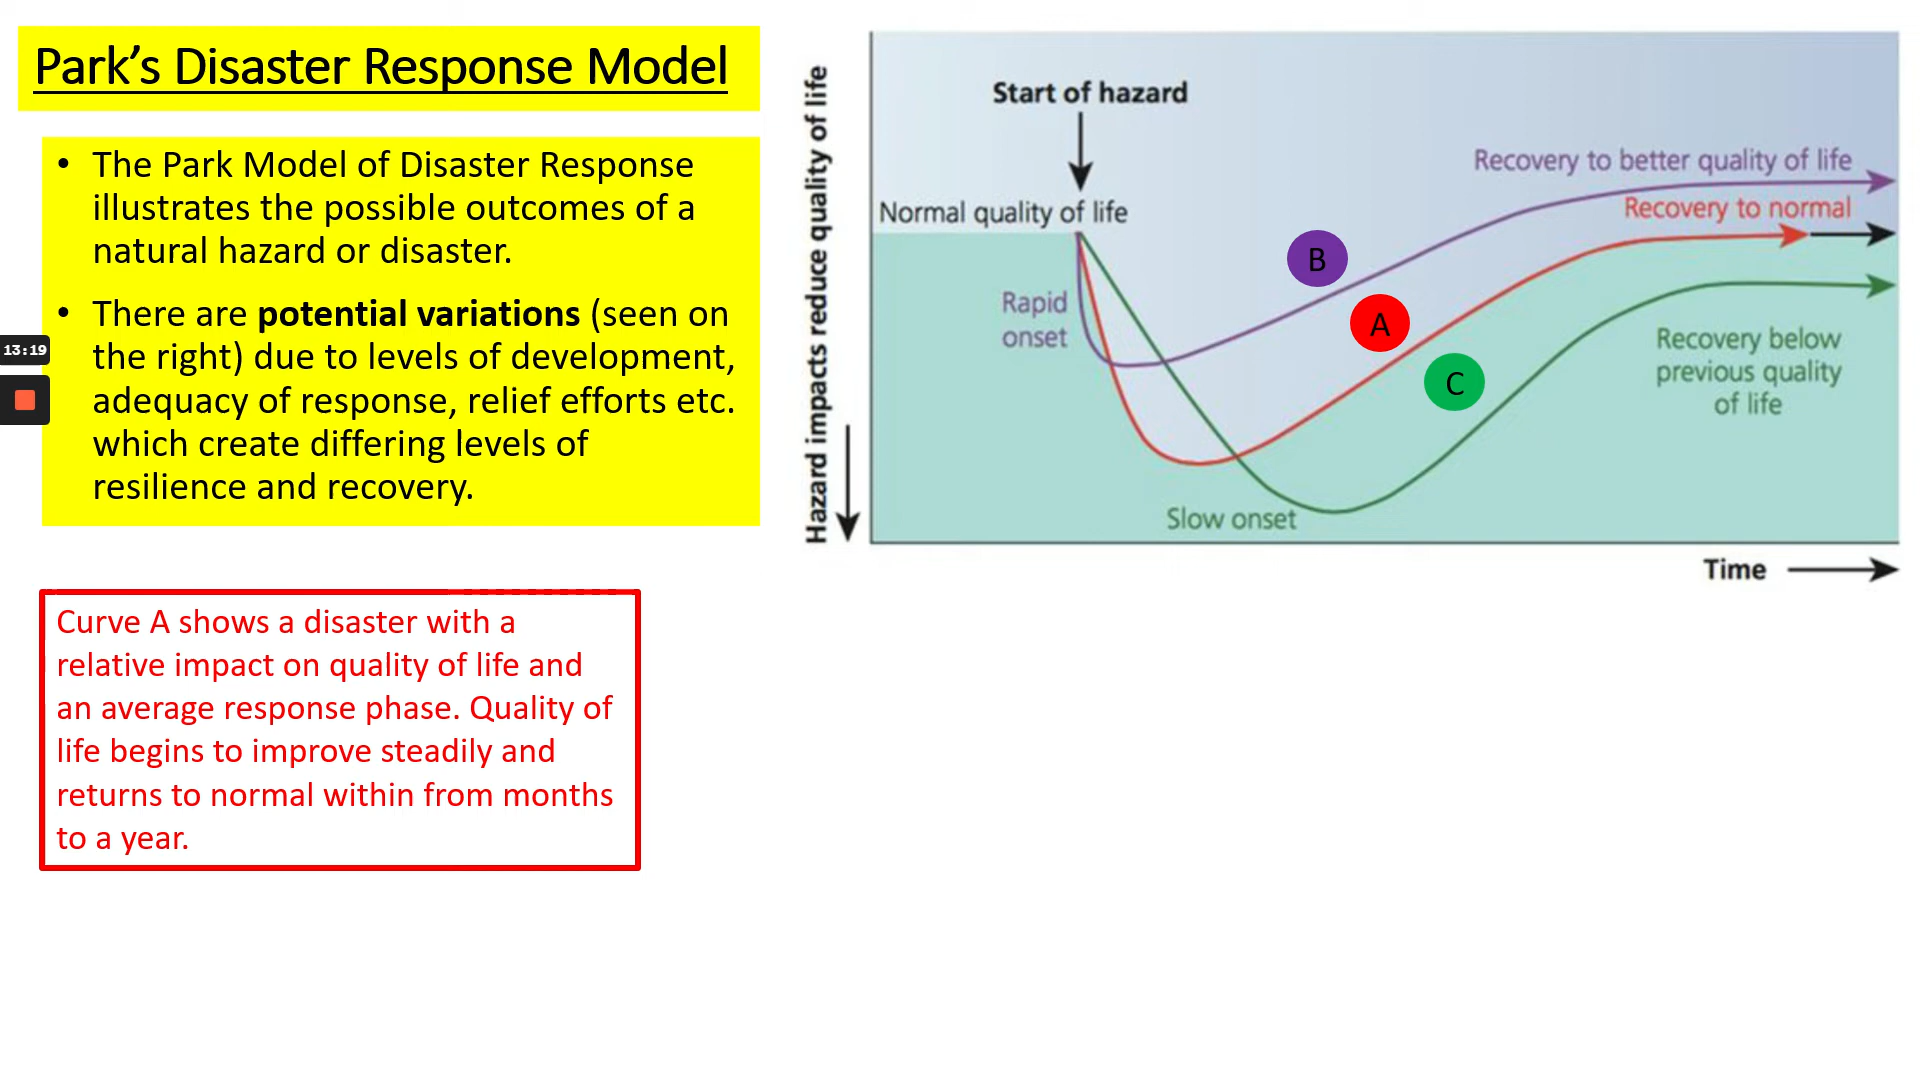 Park's Disaster Response Model
• The Park Model of Disaster Response
illustrates the possible outcomes of a
natural hazard or disaster.
• There are potential variations (seen on
the right) due to levels of development,
adequacy of response, relief efforts etc.
which create differing levels of
resilience and recovery.
13:19
Curve A shows a disaster with a
relative impact on quality of life and
an average response phase. Quality of
life begins to improve steadily and
returns to normal within from months
to a year.
Hazard impacts reduce quality of life
Start of hazard
Normal quality of life
Recovery to better quality of life
Recovery to normal
B
A
C
Rapid
onset
Recovery below
previous quality
of life
Slow onset
Time